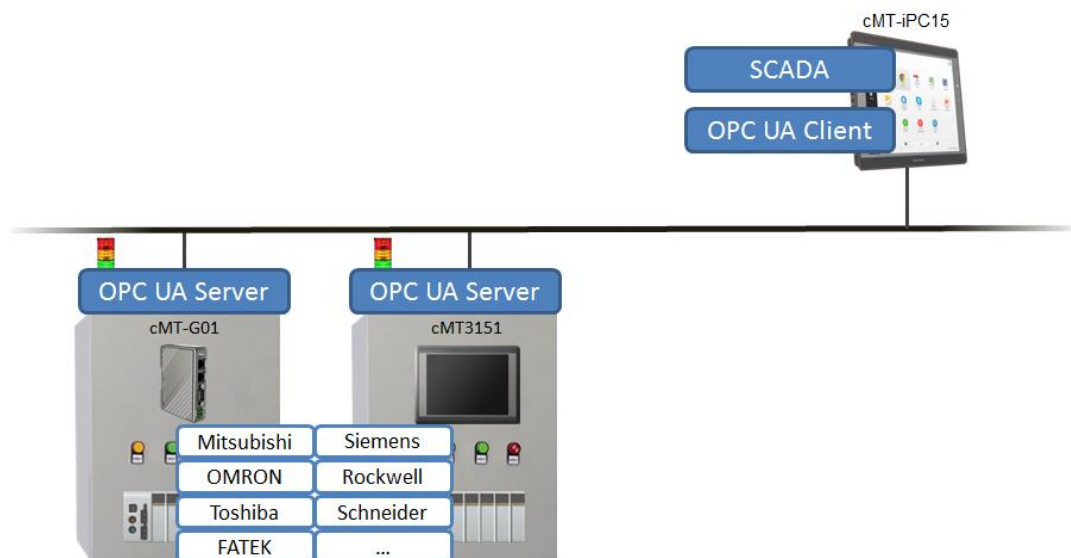 cMT-iPC15
SCADA
OPC UA Client
OPC UA Server
OPC UA Server
cMT-G01
cMT3151
Mitsubishi
Siemens
OMRON
Rockwell
Toshiba
Schneider
FATEK
...